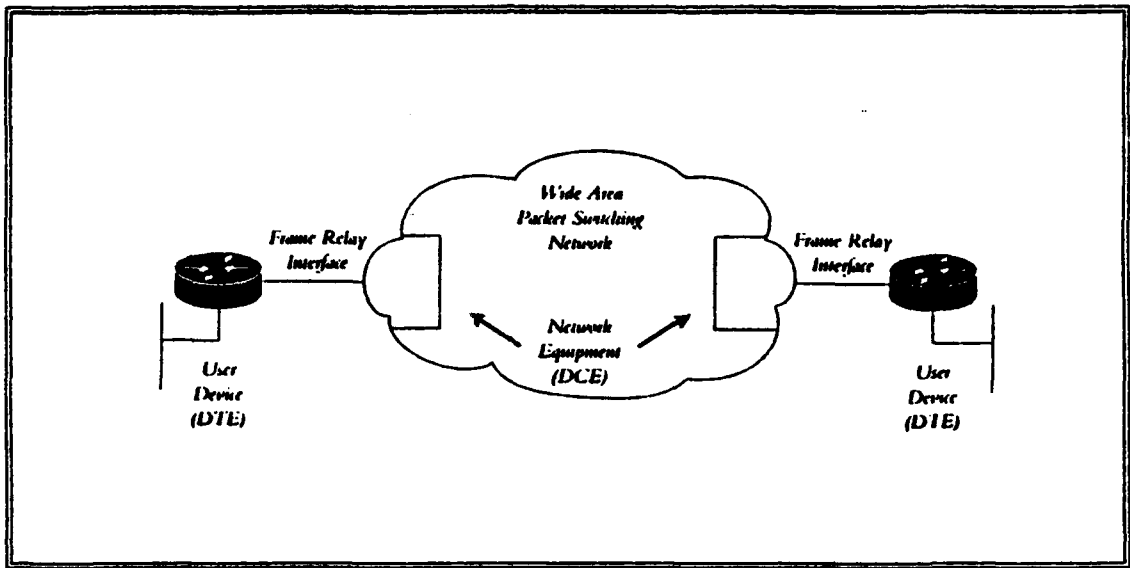 Wide Area
Packet Switching
Network
Frame Relay
Interface
Frame Relay
Interface
Network
Equipment
(DCE)
User
Device
(DTE)
User
Device
(DTE)